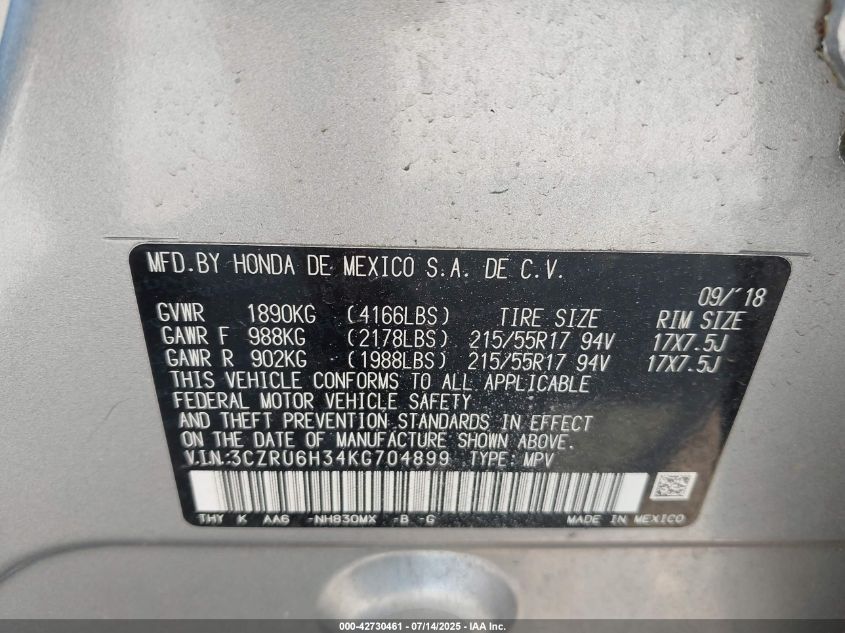 MFD.BY HONDA DE MEXICO S.A. DE C.V.
09/'18
GVWR 1890KG (4166LBS) TIRE SIZE RIM SIZE
GAWR F 988KG (2178LBS) 215/55R17 94V 17X7.5J
GAWR R 902KG (1988LBS) 215/55R17 94V 17X7.5J
THIS VEHICLE CONFORMS TO ALL APPLICABLE
FEDERAL MOTOR VEHICLE SAFETY
AND THEFT PREVENTION STANDARDS IN EFFECT
ON THE DATE OF MANUFACTURE SHOWN ABOVE.
V.I.N:3CZRU6H34KG704899 TYPE: MPV
THY K AA6 -NH830MX -B -G MADE IN MEXICO
000-42730461 - 07/14/2025 - IAA Inc.